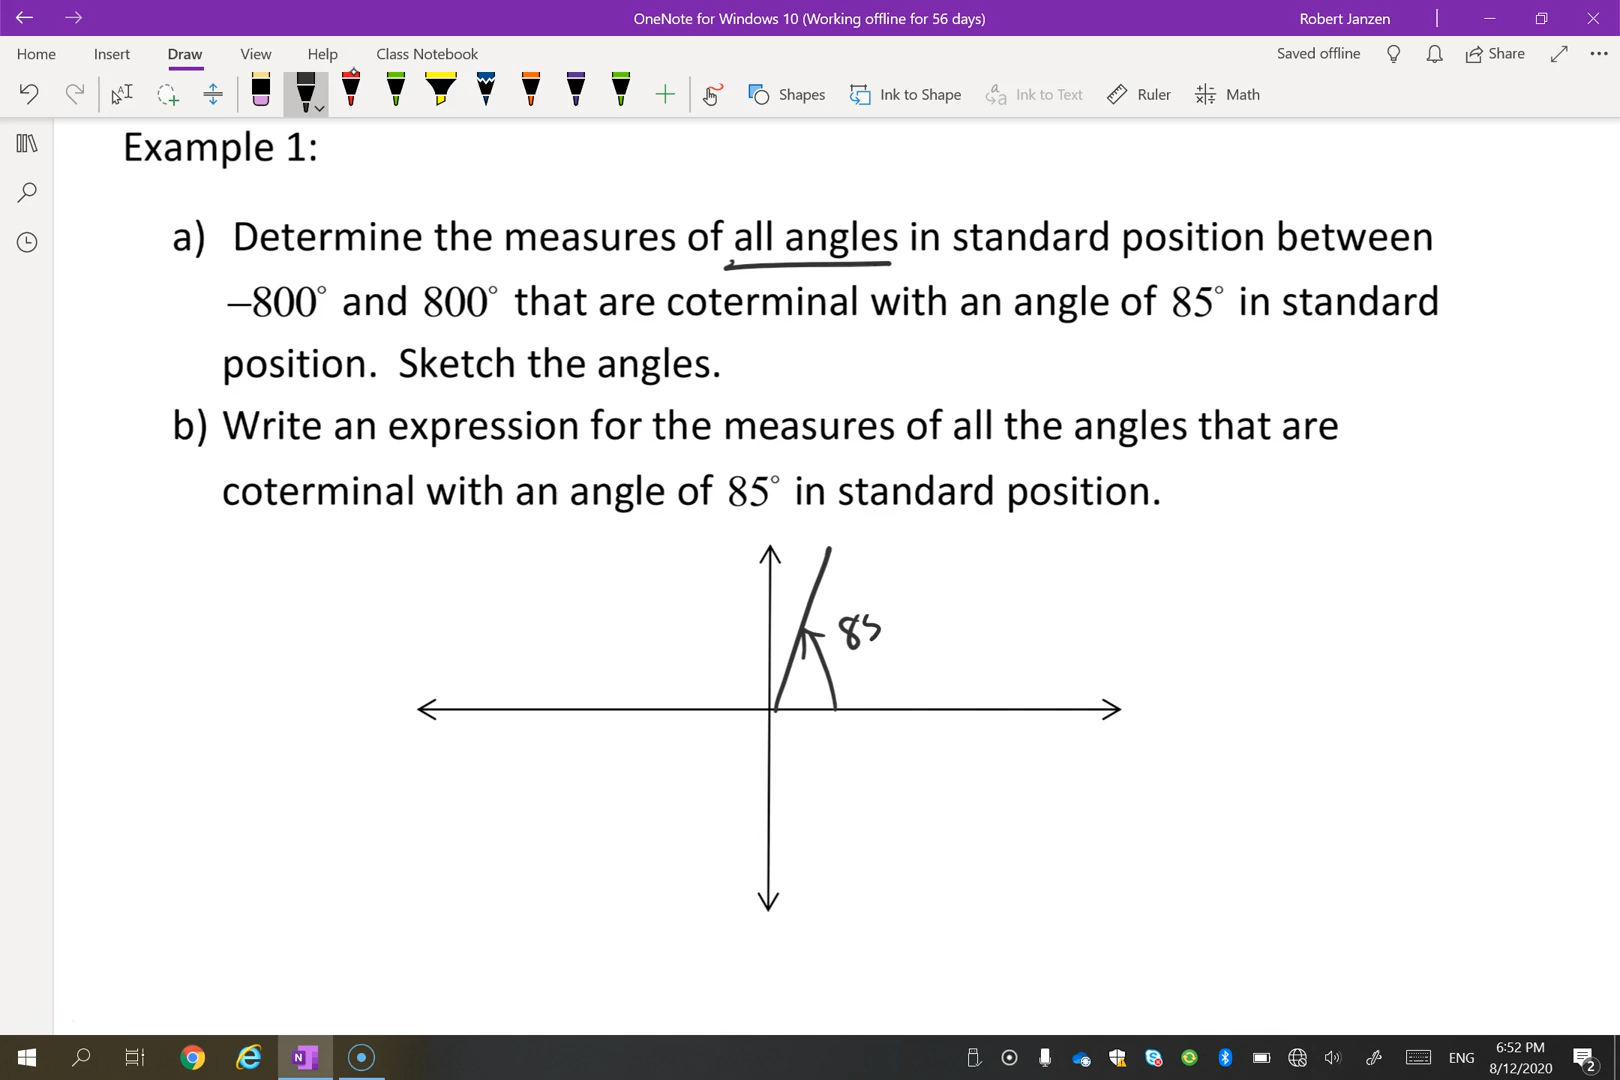 OneNote for Windows 10 (Working offline for 56 days)
Robert Janzen
Home Insert Draw View Help Class Notebook
Saved offline Share
Shapes Ink to Shape Ink to Text Ruler Math
Example 1:
a) Determine the measures of all angles in standard position between
−800° and 800° that are coterminal with an angle of 85° in standard
position. Sketch the angles.
b) Write an expression for the measures of all the angles that are
coterminal with an angle of 85° in standard position.
85
ENG
6:52 PM
8/12/2020
2